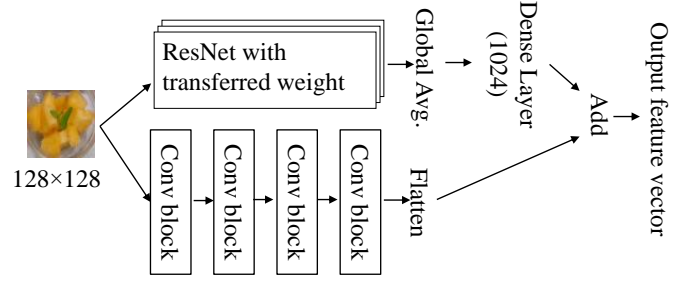 ResNet with
transferred weight
Global Avg.
Dense Layer
(1024)
Add
Output feature vector
128×128
Conv block
Conv block
Conv block
Conv block
Flatten